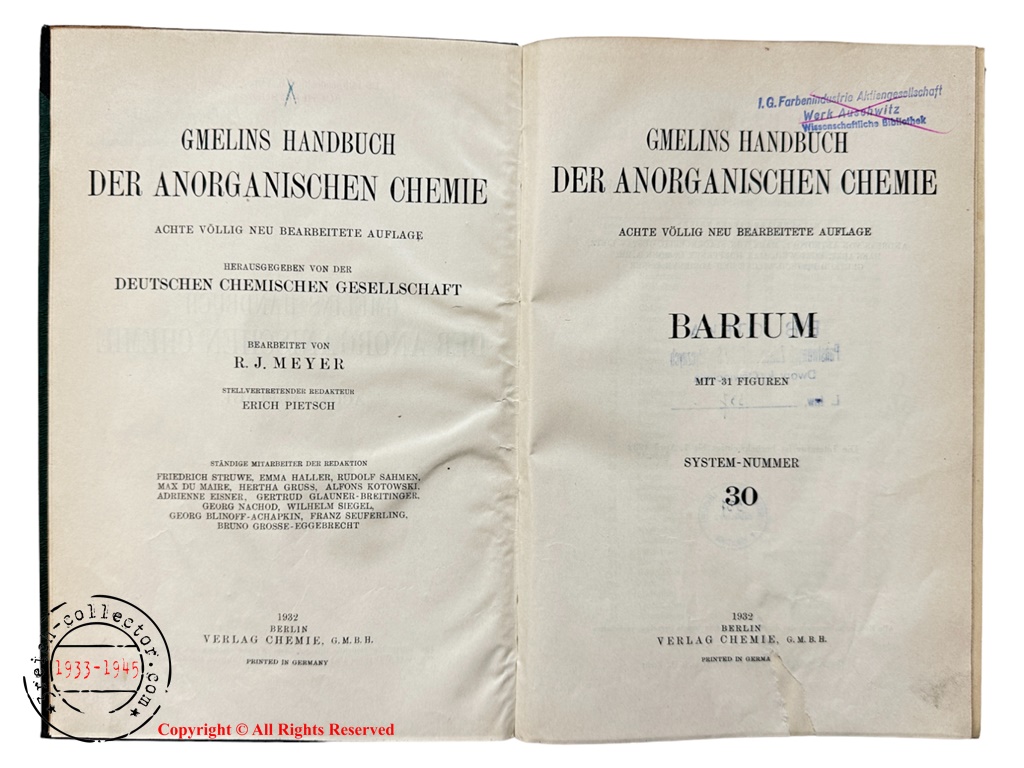 GMELINS HANDBUCH
DER ANORGANISCHEN CHEMIE
ACHTE VÖLLIG NEU BEARBEITETE AUFLAGE
HERAUSGEGEBEN VON DER
DEUTSCHEN CHEMISCHEN GESELLSCHAFT
BEARBEITET VON
R. J. MEYER
STELLVERTRETENDER REDAKTEUR
ERICH PIETSCH
STÄNDIGE MITARBEITER DER REDAKTION
FRIEDRICH STRUWE, EMMA HALLER, RUDOLF SAHMEN,
MAX DU MAIRE, HERTHA GRUSS, ALFONS KOTOWSKI,
ADRIENNE EISNER, GERTRUD GLAUNER-BREITINGER,
GEORG NACHOD, WILHELM SIEGEL,
GEORG BLINOFF-ACHAPKIN, FRANZ SEUFERLING,
BRUNO GROSSE-EGGEBRECHT
1932
BERLIN
VERLAG CHEMIE, G.M.B.H.
PRINTED IN GERMANY
I.G. Farbenindustrie Aktiengesellschaft
Werk Auschwitz
Wissenschaftliche Bibliothek
GMELINS HANDBUCH
DER ANORGANISCHEN CHEMIE
ACHTE VÖLLIG NEU BEARBEITETE AUFLAGE
BARIUM
MIT 31 FIGUREN
SYSTEM-NUMMER
30
1932
BERLIN
VERLAG CHEMIE, G.M.B.H.
PRINTED IN GERMA
1933-1945
Copyright © All Rights Reserved